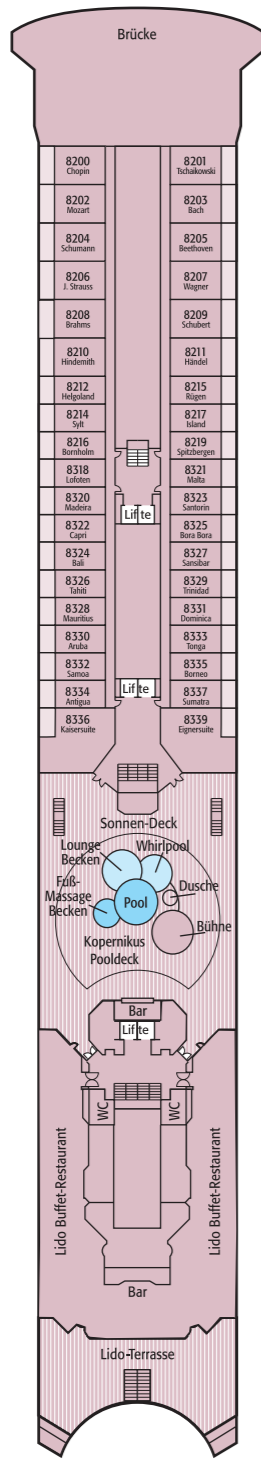 Brücke
8200
Chopin
8201
Tschaikowski
8202
Mozart
8203
Bach
8204
Schumann
8205
Beethoven
8206
J. Strauss
8207
Wagner
8208
Brahms
8209
Schubert
8210
Hindemith
8211
Händel
8212
Helgoland
8215
Rügen
8214
Sylt
8217
Island
8216
Bornholm
8219
Spitzbergen
8318
Lofoten
8321
Malta
8320
Madeira
8323
Santorin
Lifte
8322
Capri
8325
Bora Bora
8324
Bali
8327
Sansibar
8326
Tahiti
8329
Trinidad
8328
Mauritius
8331
Dominica
8330
Aruba
8333
Tonga
8332
Samoa
8335
Borneo
Lifte
8334
Antigua
8337
Sumatra
8336
Kaisersuite
8339
Eignersuite
Sonnen-Deck
Lounge
Becken
Whirlpool
Fuß-
Massage
Becken
Pool
Dusche
Bühne
Kopernikus
Pooldeck
Bar
Lifte
WC
WC
Lido Buffet-Restaurant
Lido Buffet-Restaurant
Bar
Lido-Terrasse